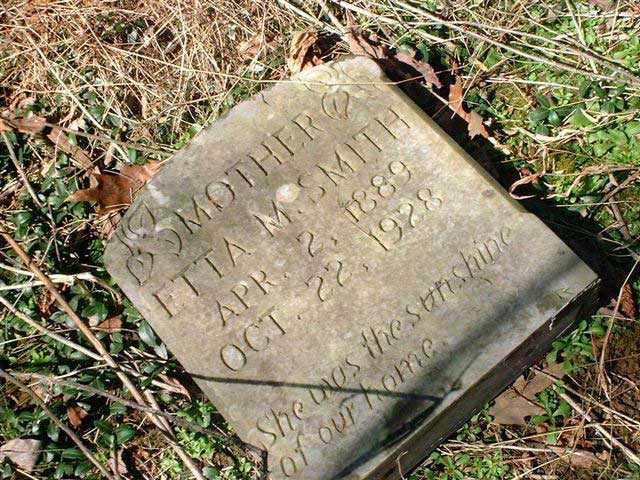 MOTHER
ETTA M. SMITH
APR. 2, 1889
OCT. 22, 1928
She was the sunshine
of our home.